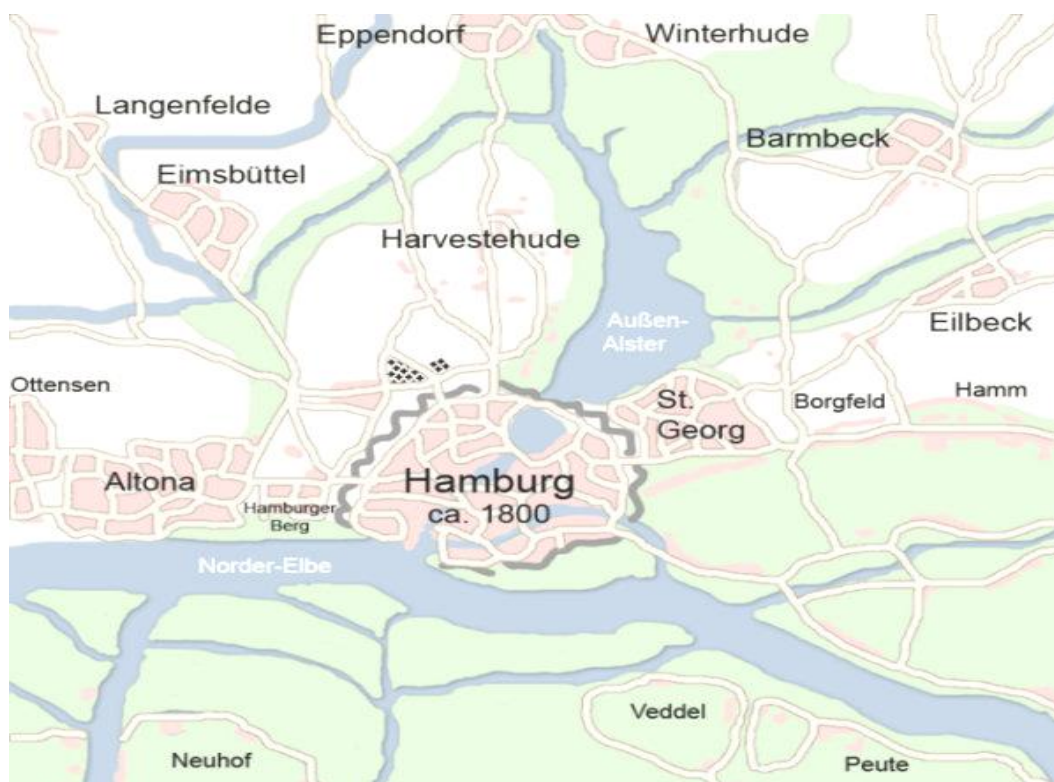 Eppendorf
Winterhude
Langenfelde
Barmbeck
Eimsbüttel
Harvestehude
Außen-
Alster
Eilbeck
Ottensen
Hamm
St.
Georg
Borgfeld
Altona
Hamburg
ca. 1800
Hamburger
Berg
Norder-Elbe
Veddel
Neuhof
Peute